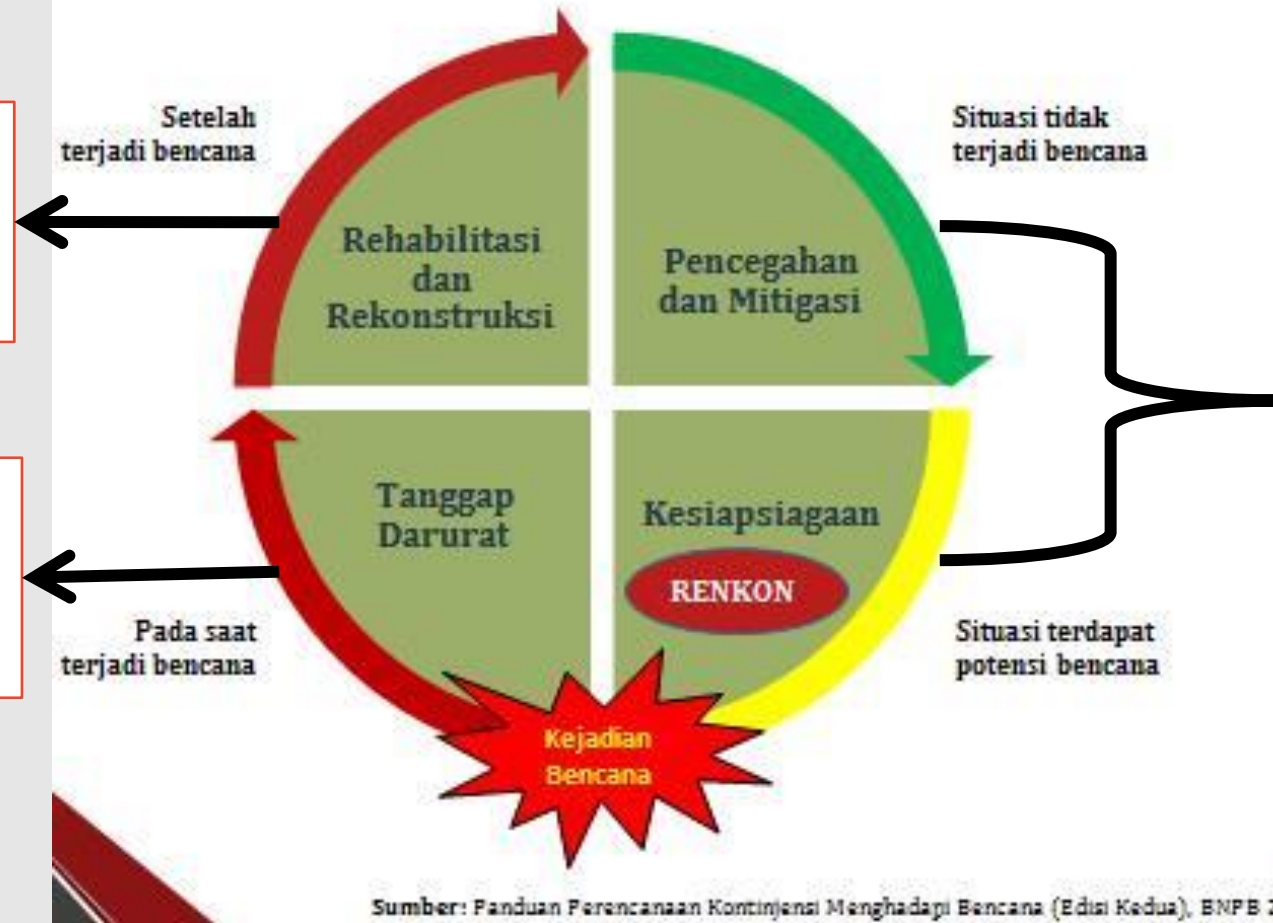 Setelah
terjadi bencana
Situasi tidak
terjadi bencana
Rehabilitasi
dan
Rekonstruksi
Pencegahan
dan Mitigasi
Tanggap
Darurat
Kesiapsiagaan
RENKON
Pada saat
terjadi bencana
Situasi terdapat
potensi bencana
Kejadian
Bencana
Sumber: Panduan Perencanaan Kontinjensi Menghadapi Bencana (Edisi Kedua), BNPB